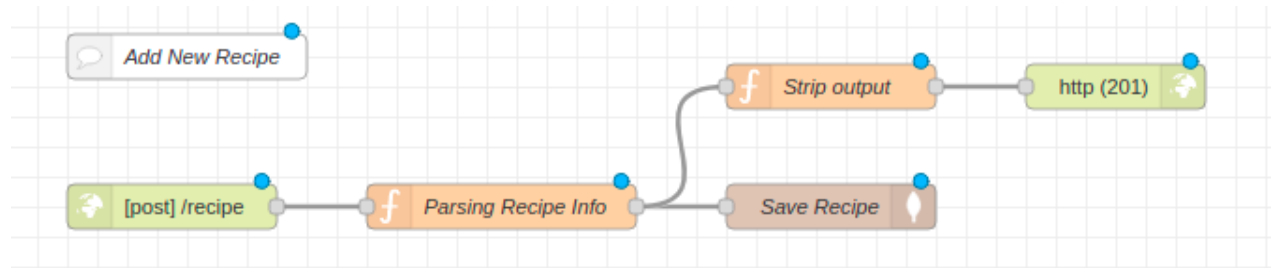 Add New Recipe
Strip output
http (201)
[post] /recipe
Parsing Recipe Info
Save Recipe